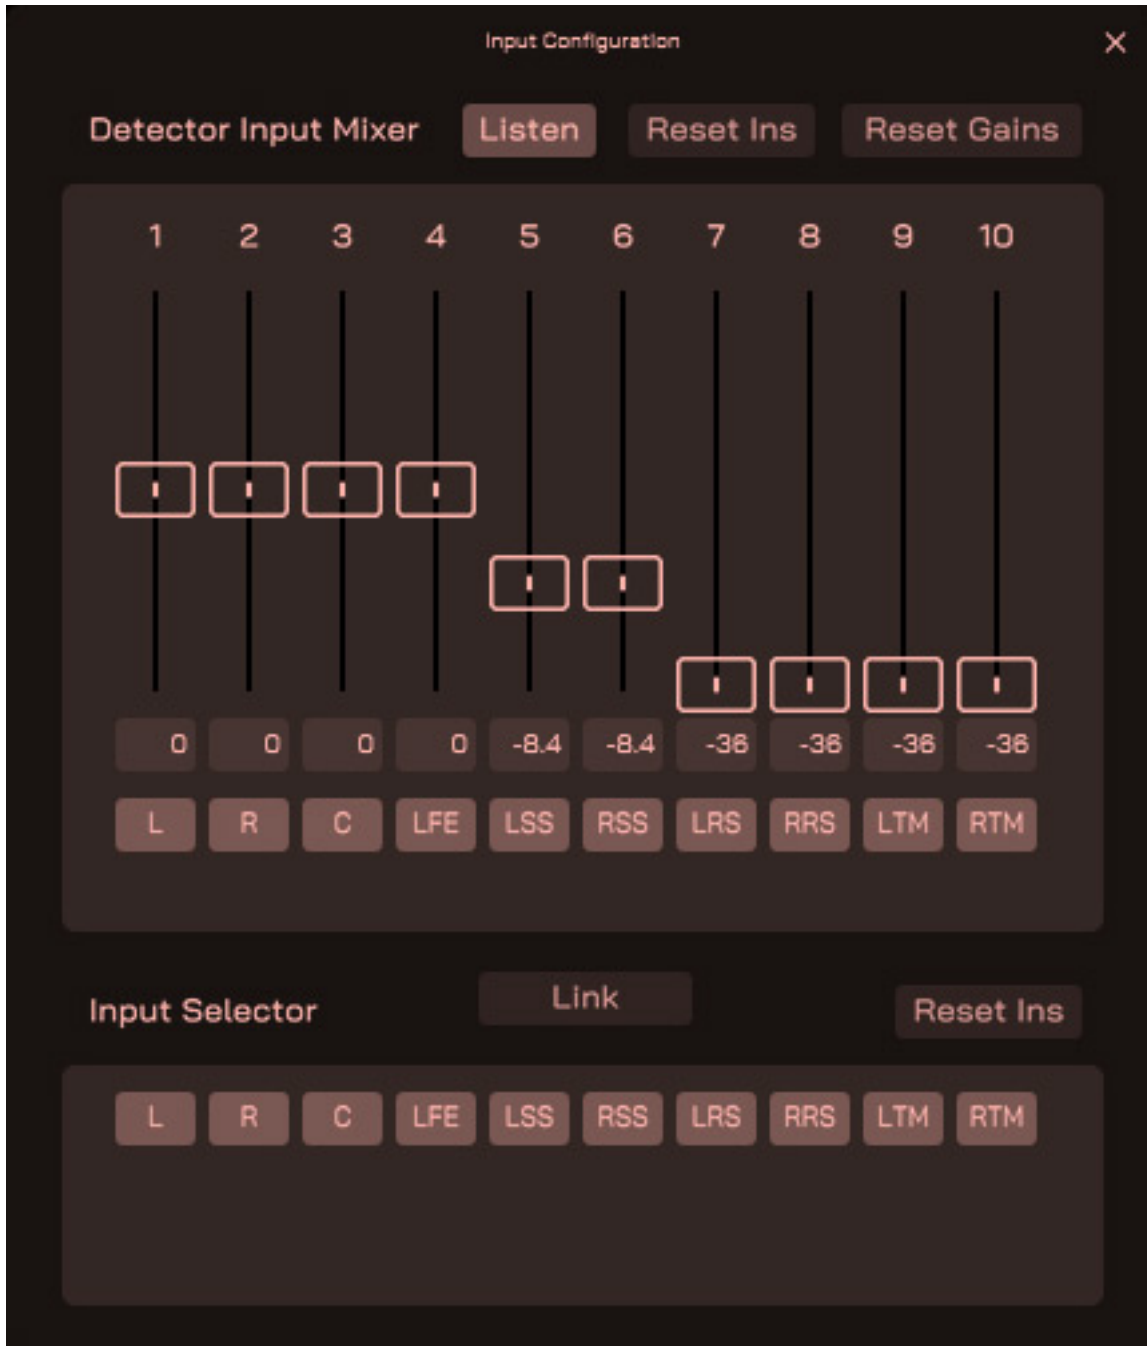 Input Configuration
Detector Input Mixer Listen Reset Ins Reset Gains
1 2 3 4 5 6 7 8 9 10
0 0 0 0 -8.4 -8.4 -36 -36 -36 -36
L R C LFE LSS RSS LRS RRS LTM RTM
Input Selector Link Reset Ins
L R C LFE LSS RSS LRS RRS LTM RTM